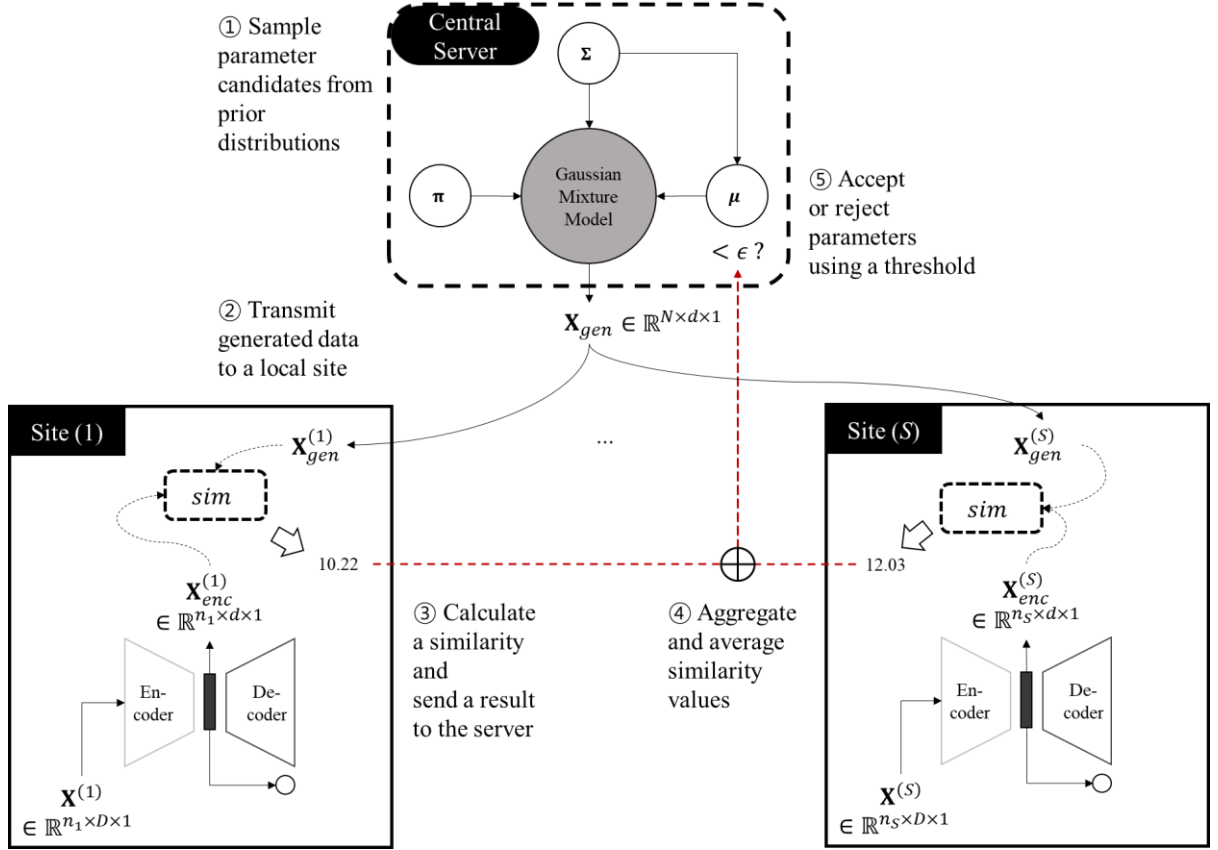 ① Sample
parameter
candidates from
prior
distributions
Central
Server
Σ
π
Gaussian
Mixture
Model
μ
< ϵ ?
⑤ Accept
or reject
parameters
using a threshold
② Transmit
generated data
to a local site
X_gen ∈ ℝ^{N×d×1}
Site (1)
X_gen^(1)
sim
10.22
X_enc^(1)
∈ ℝ^{n_1×d×1}
En-
coder
De-
coder
X^(1)
∈ ℝ^{n_1×D×1}
...
③ Calculate
a similarity
and
send a result
to the server
④ Aggregate
and average
similarity
values
Site (S)
X_gen^(S)
sim
12.03
X_enc^(S)
∈ ℝ^{n_S×d×1}
En-
coder
De-
coder
X^(S)
∈ ℝ^{n_S×D×1}